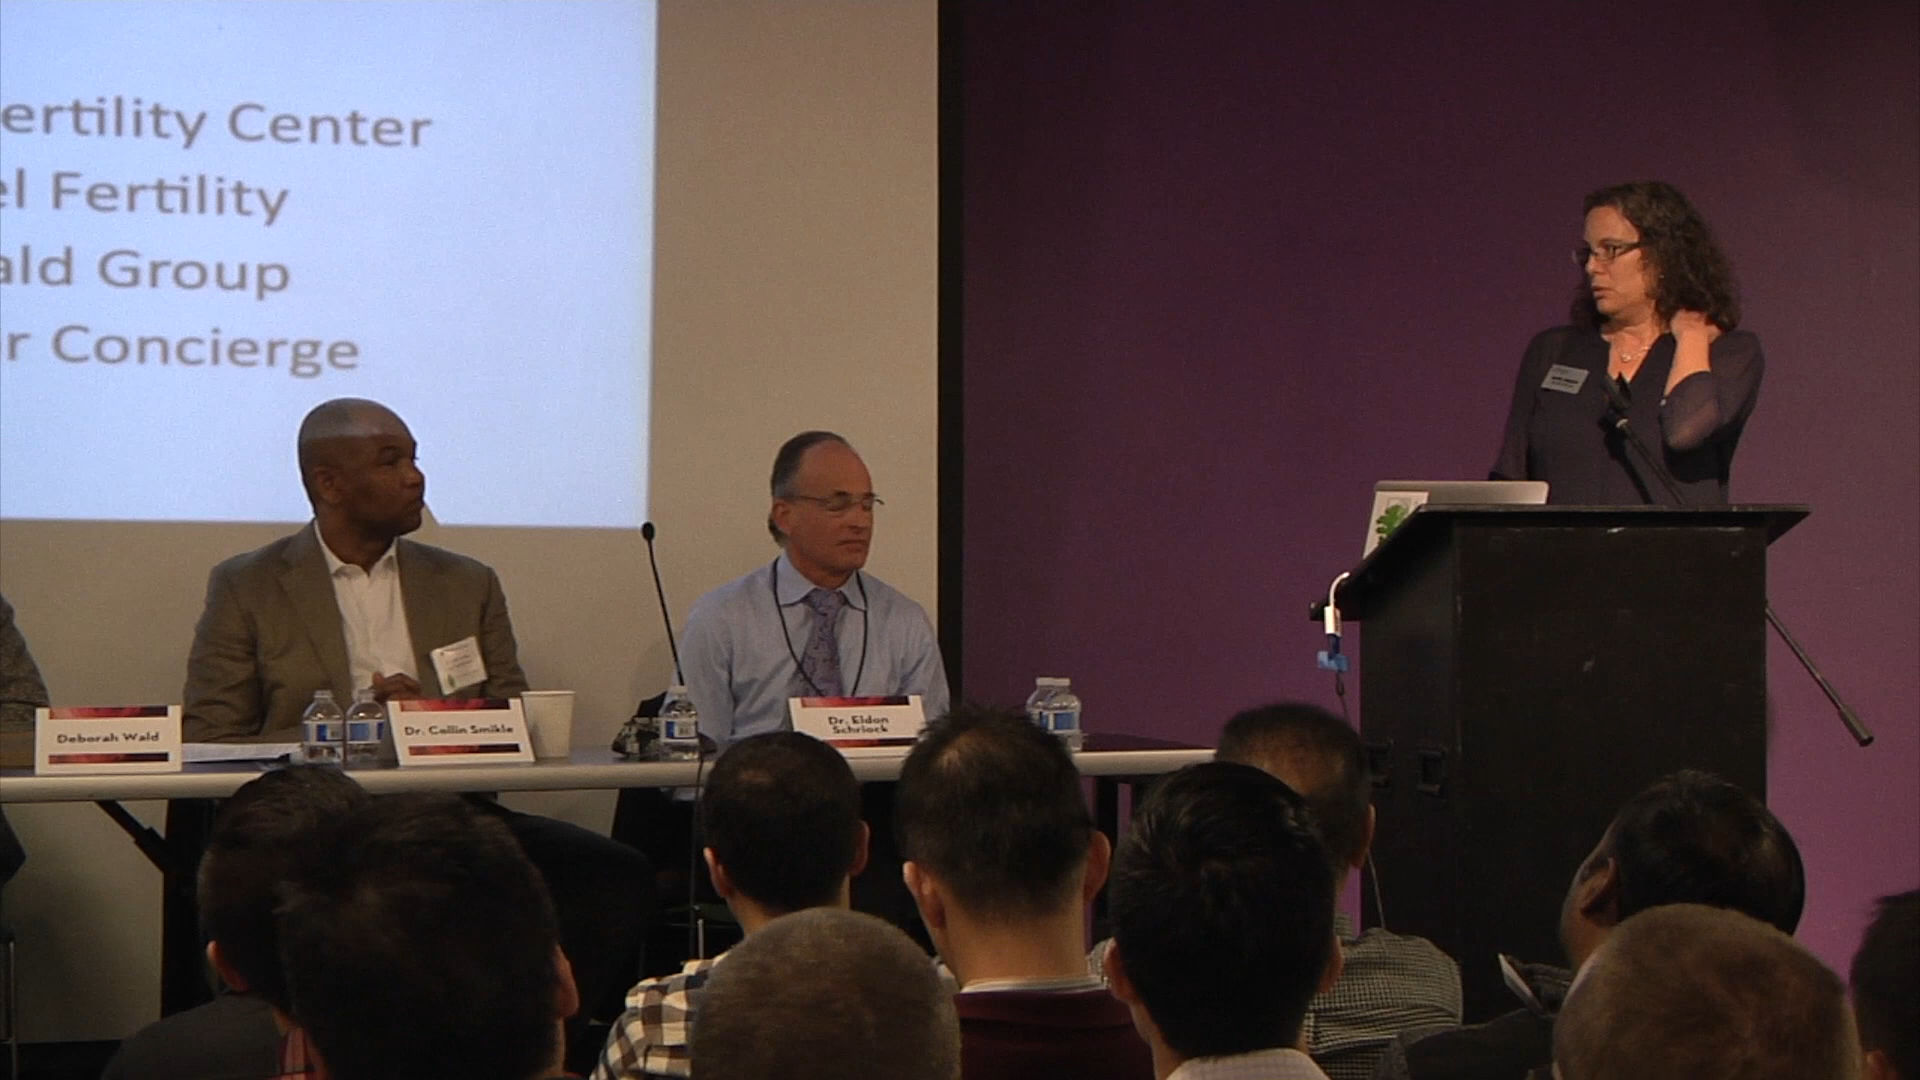 ertility Center
el Fertility
ald Group
r Concierge
Deborah Wald
Dr. Collin Smikle
Dr. Eldon
Schriock